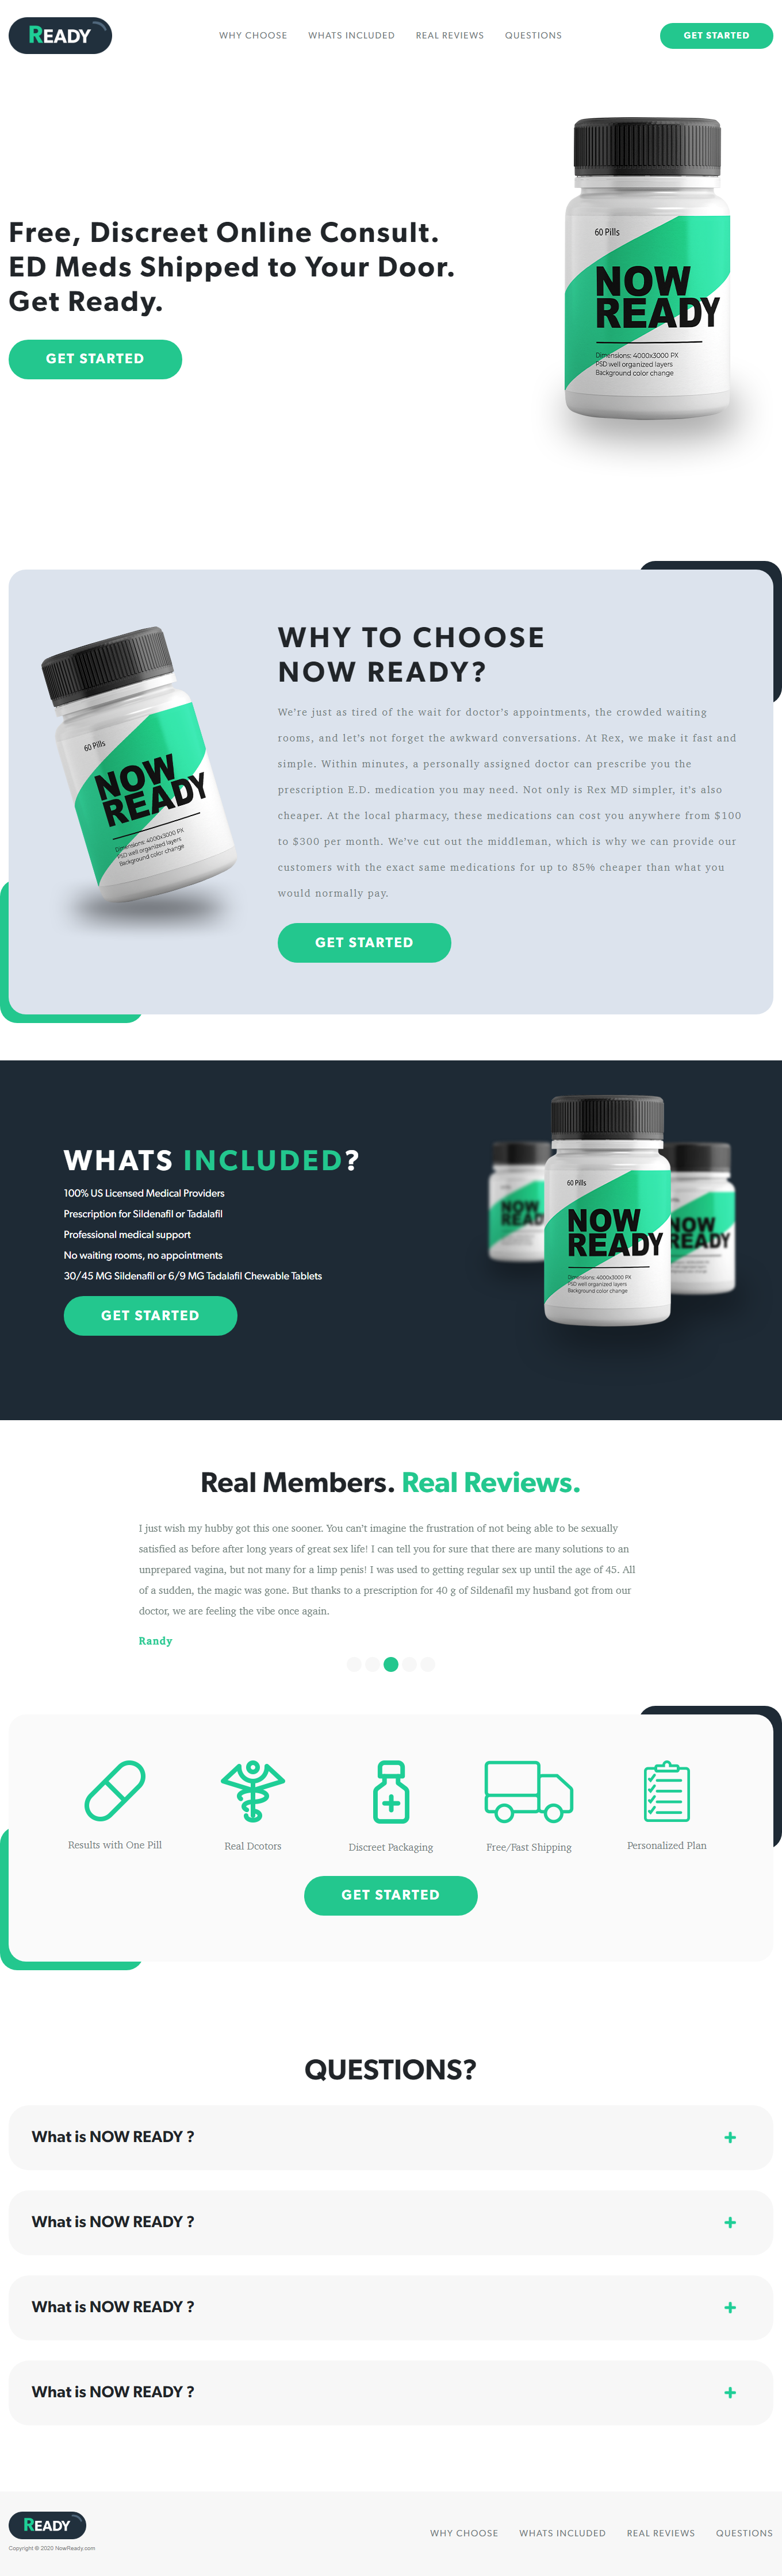 READY
WHY CHOOSE
WHATS INCLUDED
REAL REVIEWS
QUESTIONS
GET STARTED
Free, Discreet Online Consult.
ED Meds Shipped to Your Door.
Get Ready.
GET STARTED
60 Pills
NOW
READY
Dimensions: 4000x3000 PX
PSD well organized layers
Background color change
WHY TO CHOOSE
NOW READY?
We're just as tired of the wait for doctor's appointments, the crowded waiting
rooms, and let's not forget the awkward conversations. At Rex, we make it fast and
simple. Within minutes, a personally assigned doctor can prescribe you the
prescription E.D. medication you may need. Not only is Rex MD simpler, it's also
cheaper. At the local pharmacy, these medications can cost you anywhere from $100
to $300 per month. We've cut out the middleman, which is why we can provide our
customers with the exact same medications for up to 85% cheaper than what you
would normally pay.
GET STARTED
60 Pills
NOW
READY
Dimensions: 4000x3000 PX
PSD well organized layers
Background color change
WHATS INCLUDED?
100% US Licensed Medical Providers
Prescription for Sildenafil or Tadalafil
Professional medical support
No waiting rooms, no appointments
30/45 MG Sildenafil or 6/9 MG Tadalafil Chewable Tablets
GET STARTED
60 Pills
NOW
READY
Dimensions: 4000x3000 PX
PSD well organized layers
Background color change
Real Members. Real Reviews.
I just wish my hubby got this one sooner. You can't imagine the frustration of not being able to be sexually
satisfied as before after long years of great sex life! I can tell you for sure that there are many solutions to an
unprepared vagina, but not many for a limp penis! I was used to getting regular sex up until the age of 45. All
of a sudden, the magic was gone. But thanks to a prescription for 40 g of Sildenafil my husband got from our
doctor, we are feeling the vibe once again.
Randy
Results with One Pill
Real Dcotors
Discreet Packaging
Free/Fast Shipping
Personalized Plan
GET STARTED
QUESTIONS?
What is NOW READY ?
What is NOW READY ?
What is NOW READY ?
What is NOW READY ?
READY
Copyright © 2020 NowReady.com
WHY CHOOSE
WHATS INCLUDED
REAL REVIEWS
QUESTIONS